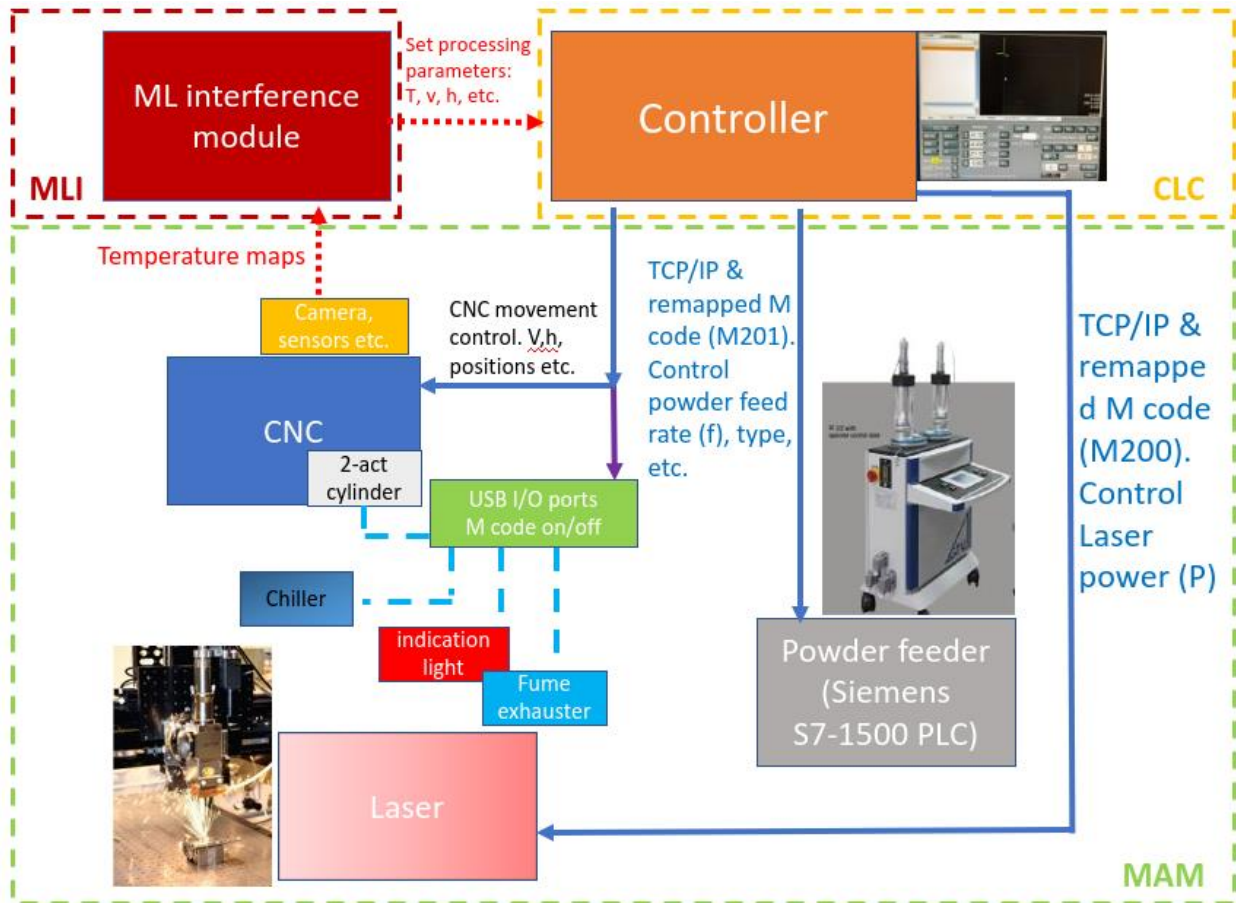 ML interference
module
MLI
Set processing
parameters:
T, v, h, etc.
Controller
CLC
Temperature maps
Camera,
sensors etc.
CNC
2-act
cylinder
CNC movement
control. V,h,
positions etc.
USB I/O ports
M code on/off
Chiller
indication
light
Fume
exhauster
Laser
TCP/IP &
remapped M
code (M201).
Control
powder feed
rate (f), type,
etc.
Powder feeder
(Siemens
S7-1500 PLC)
TCP/IP &
remappe
d M code
(M200).
Control
Laser
power (P)
MAM